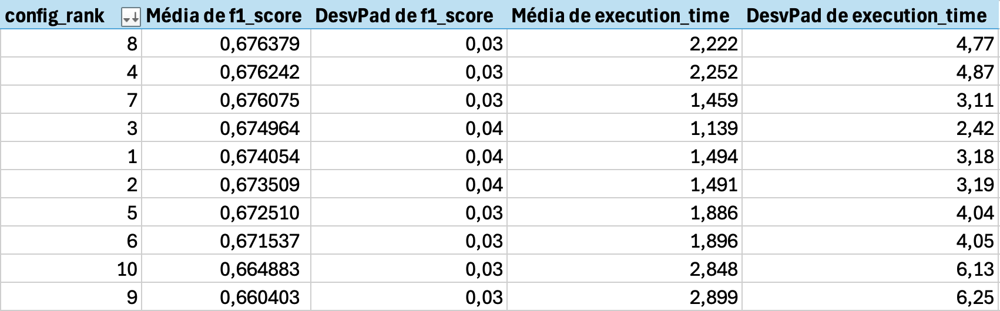 config_rank Média de f1_score DesvPad de f1_score Média de execution_time DesvPad de execution_time
8 0,676379 0,03 2,222 4,77
4 0,676242 0,03 2,252 4,87
7 0,676075 0,03 1,459 3,11
3 0,674964 0,04 1,139 2,42
1 0,674054 0,04 1,494 3,18
2 0,673509 0,04 1,491 3,19
5 0,672510 0,03 1,886 4,04
6 0,671537 0,03 1,896 4,05
10 0,664883 0,03 2,848 6,13
9 0,660403 0,03 2,899 6,25